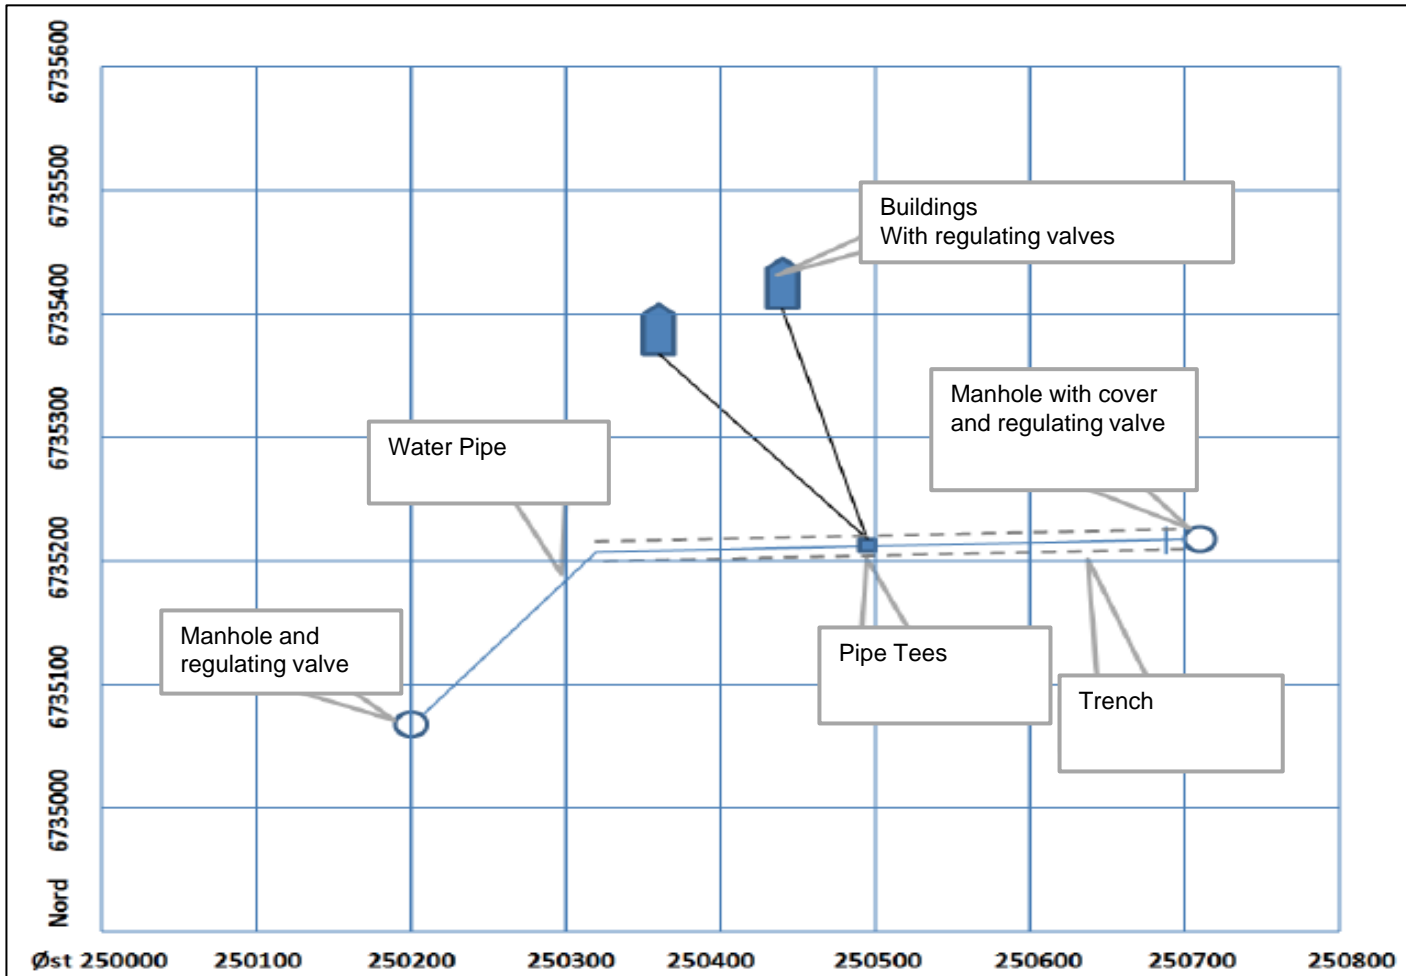 6735600
6735500
Buildings
With regulating valves
6735400
Manhole with cover
and regulating valve
6735300
Water Pipe
6735200
Manhole and
regulating valve
Pipe Tees
6735100
Trench
6735000
Nord
Øst 250000 250100 250200 250300 250400 250500 250600 250700 250800